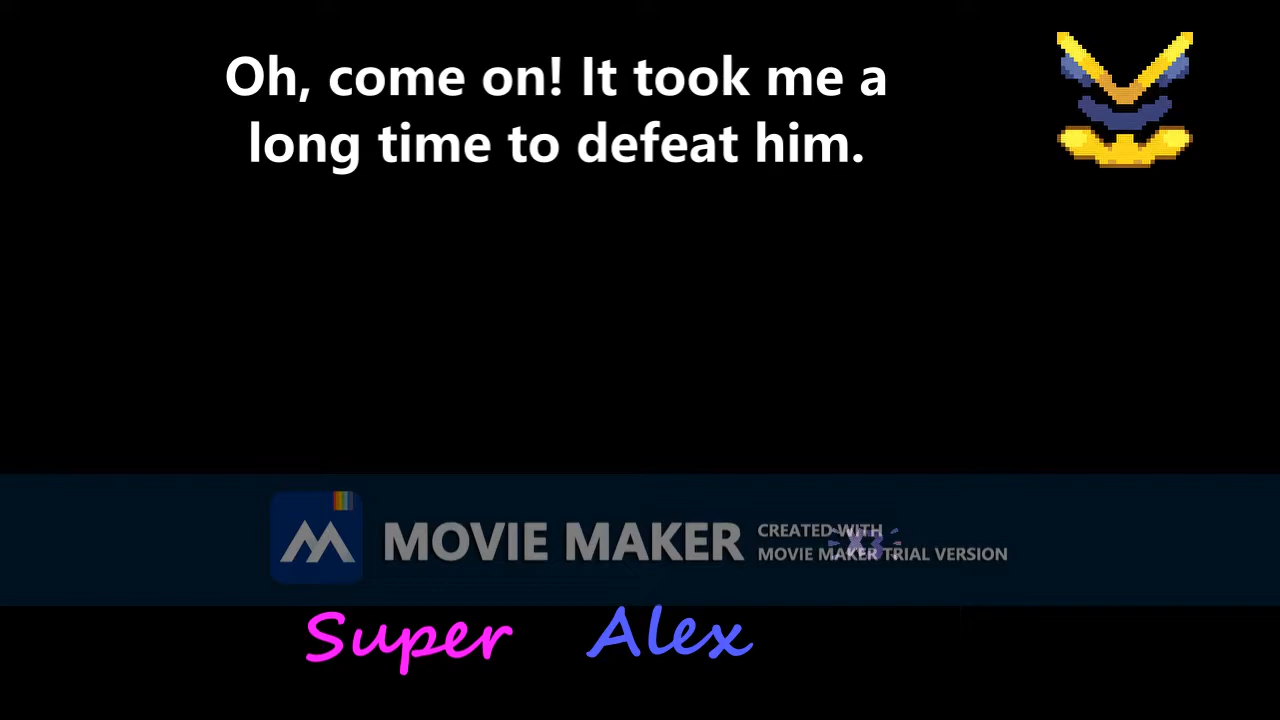 Oh, come on! It took me a
long time to defeat him.
MOVIE MAKER
CREATED WITH
MOVIE MAKER TRIAL VERSION
X3
Super Alex